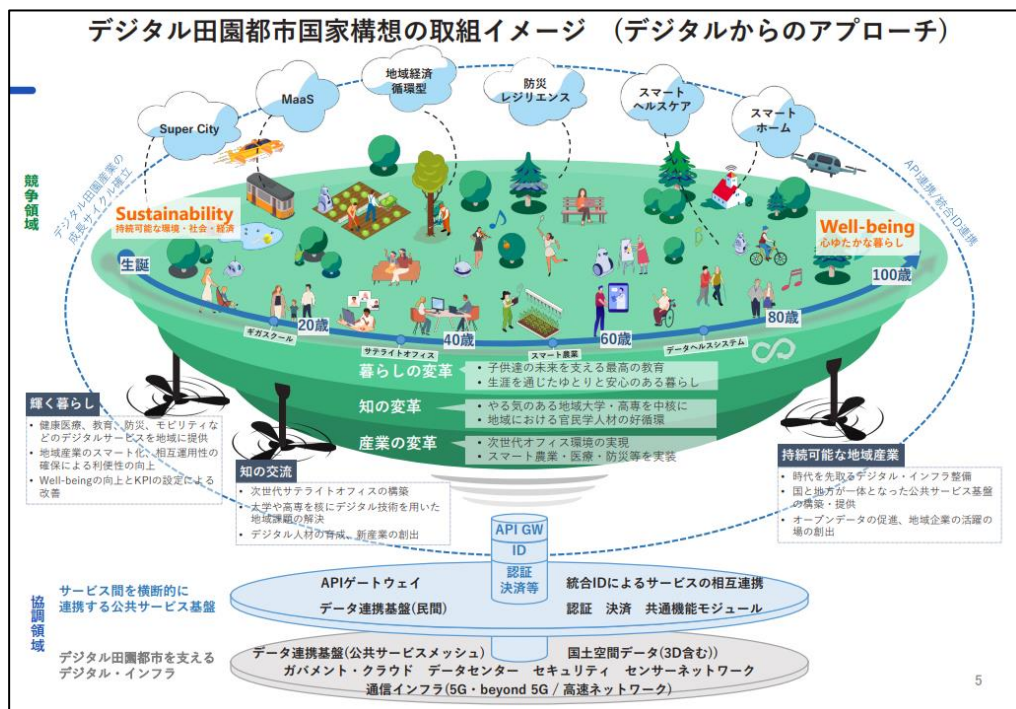 デジタル田園都市国家構想の取組イメージ (デジタルからのアプローチ)
Super City
MaaS
地域経済
循環型
防災
レジリエンス
スマート
ヘルスケア
スマート
ホーム
競争領域
デジタル田園産業の
成長サイクル確立
API連携/統合ID連携
Sustainability
持続可能な環境・社会・経済
Well-being
心ゆたかな暮らし
生誕
20歳
40歳
60歳
80歳
100歳
ギガスクール
サテライトオフィス
スマート農業
データヘルスシステム
暮らしの変革
• 子供達の未来を支える最高の教育
• 生涯を通じたゆとりと安心のある暮らし
知の変革
• やる気のある地域大学・高専を中核に
• 地域における官民学人材の好循環
産業の変革
• 次世代オフィス環境の実現
• スマート農業・医療・防災等を実装
輝く暮らし
• 健康医療、教育、防災、モビリティな
どのデジタルサービスを地域に提供
• 地域産業のスマート化、相互運用性の
確保による利便性の向上
• Well-beingの向上とKPIの設定による
改善
知の交流
• 次世代サテライトオフィスの構築
• 大学や高専を核にデジタル技術を用いた
地域課題の解決
• デジタル人材の育成、新産業の創出
持続可能な地域産業
• 時代を先取るデジタル・インフラ整備
• 国と地方が一体となった公共サービス基盤
の構築・提供
• オープンデータの促進、地域企業の活躍の
場の創出
API GW
ID
認証
決済等
協調領域
サービス間を横断的に
連携する公共サービス基盤
APIゲートウェイ
統合IDによるサービスの相互連携
データ連携基盤(民間)
認証 決済 共通機能モジュール
デジタル田園都市を支える
デジタル・インフラ
データ連携基盤(公共サービスメッシュ)
国土空間データ(3D含む))
ガバメント・クラウド データセンター セキュリティ センサーネットワーク
通信インフラ(5G・beyond 5G / 高速ネットワーク)
5